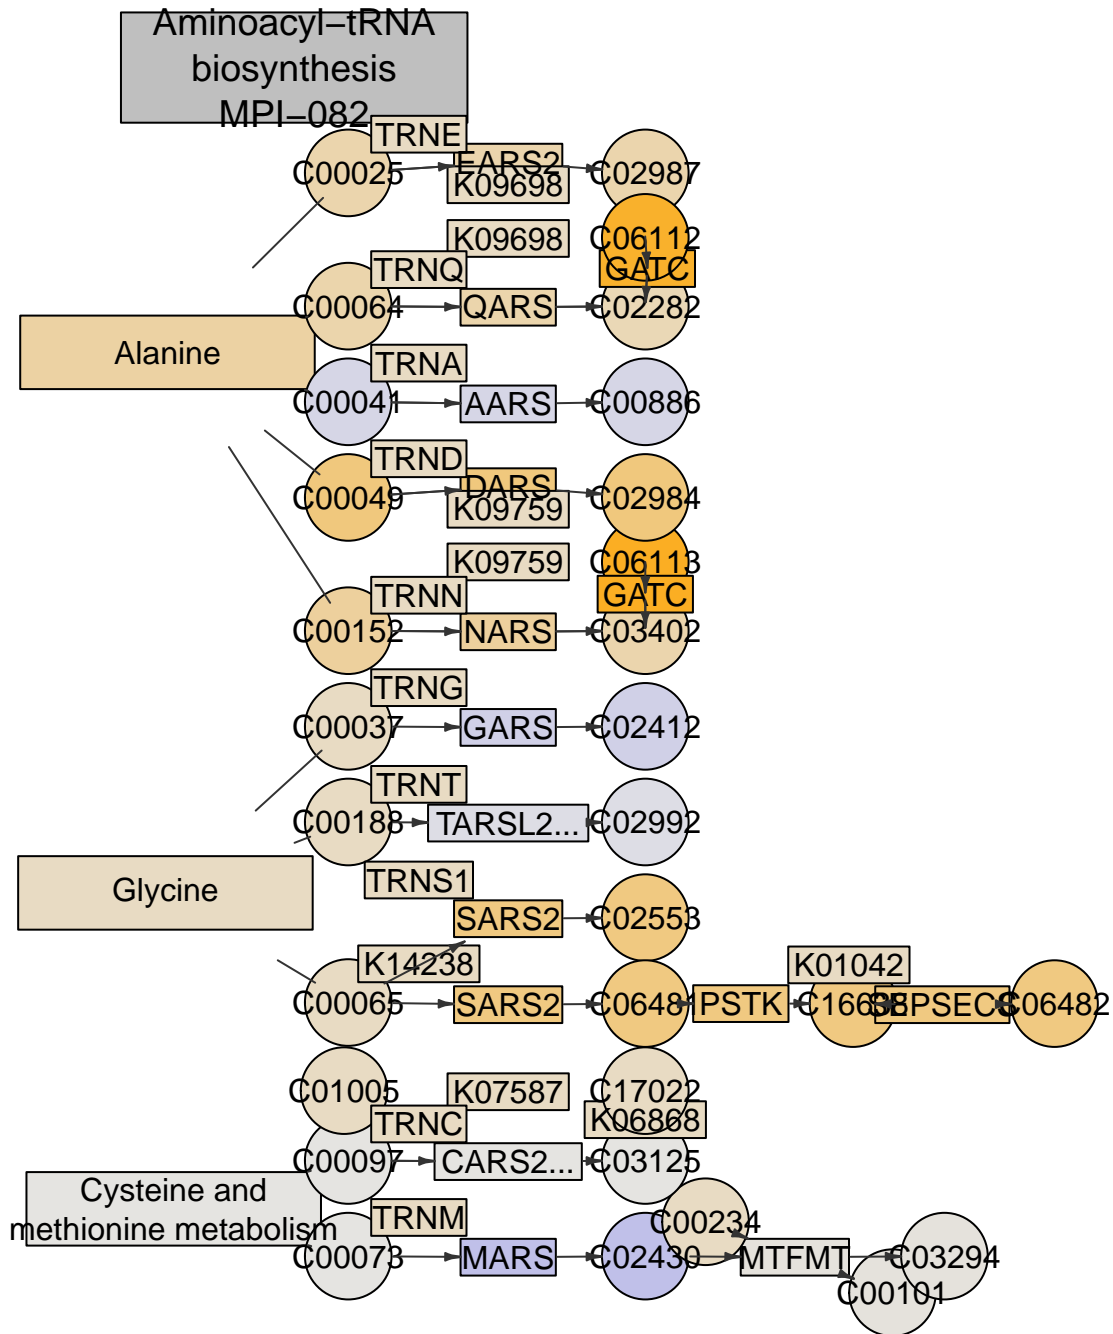 Aminoacyl−tRNA
biosynthesis
MPI−082
TRNE
C00025
EARS2
K09698
C02987
K09698
C06112
TRNQ
GATC
C00064
QARS
C02282
Alanine
TRNA
C00041
AARS
C00886
TRND
C00049
DARS
K09759
C02984
K09759
C06113
TRNN
GATC
C00152
NARS
C03402
TRNG
C00037
GARS
C02412
TRNT
C00188
TARSL2...
C02992
Glycine
TRNS1
SARS2
C02553
K14238
K01042
C00065
SARS2
C06481
PSTK
C16638
SEPSECS
C06482
C01005
K07587
C17022
TRNC
K06868
C00097
CARS2...
C03125
Cysteine and
methionine metabolism
TRNM
C00234
C00073
MARS
C02430
MTFMT
C03294
C00101